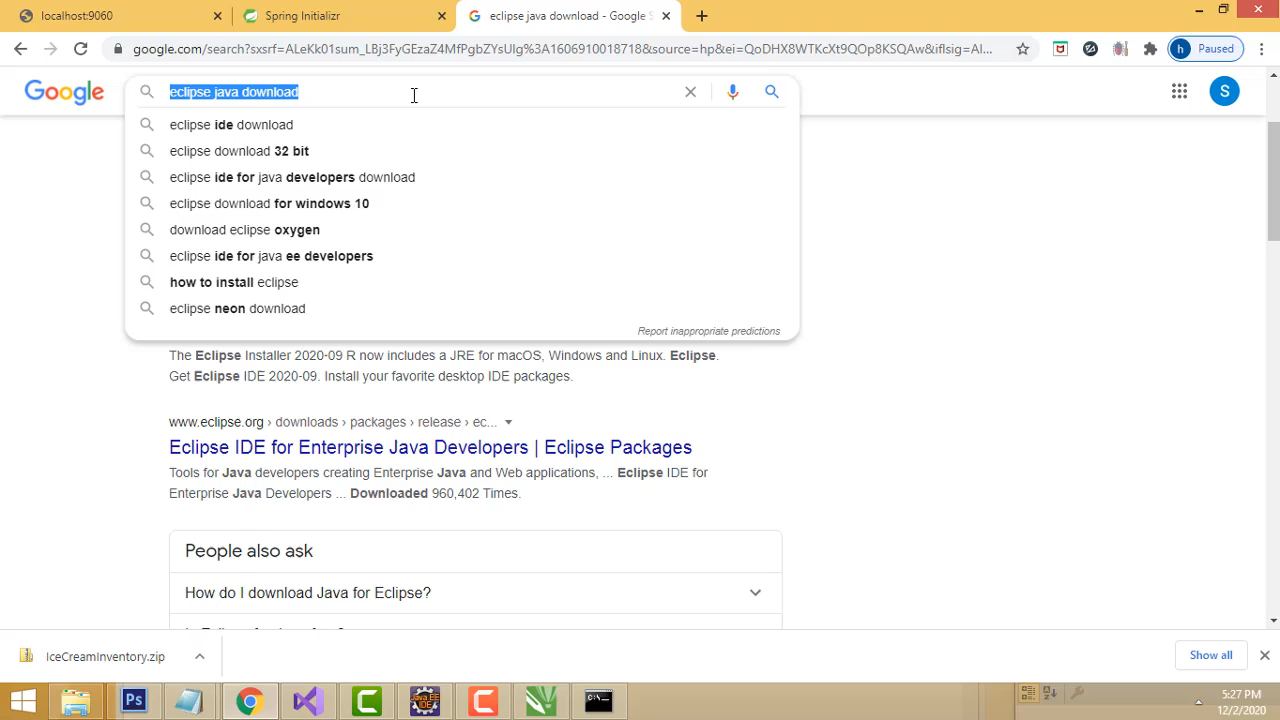 localhost:9060
Spring Initializr
eclipse java download - Google S
google.com/search?sxsrf=ALeKk01sum_LBj3FyGEzaZ4MfPgbZYsUlg%3A1606910018718&source=hp&ei=QoDHX8WTKcXt9QOp8KSQAw&iflsig=Al...
h Paused
Google
eclipse java download
S
eclipse ide download
eclipse download 32 bit
eclipse ide for java developers download
eclipse download for windows 10
download eclipse oxygen
eclipse ide for java ee developers
how to install eclipse
eclipse neon download
Report inappropriate predictions
The Eclipse Installer 2020-09 R now includes a JRE for macOS, Windows and Linux. Eclipse.
Get Eclipse IDE 2020-09. Install your favorite desktop IDE packages.
www.eclipse.org › downloads › packages › release › ec...
Eclipse IDE for Enterprise Java Developers | Eclipse Packages
Tools for Java developers creating Enterprise Java and Web applications, ... Eclipse IDE for
Enterprise Java Developers ... Downloaded 960,402 Times.
People also ask
How do I download Java for Eclipse?
IceCreamInventory.zip
Show all
Ps
Java EE
IDE
C:\
5:27 PM
12/2/2020